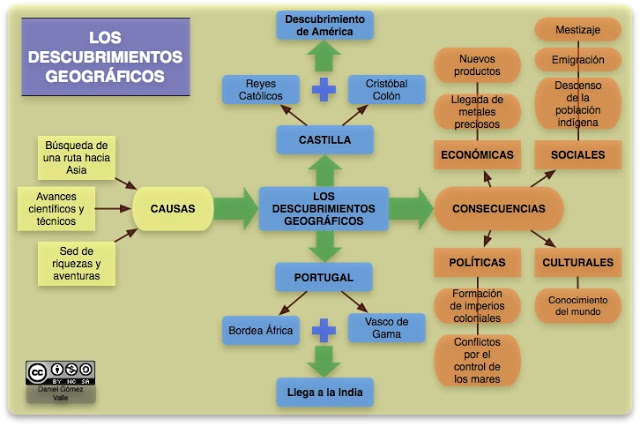 LOS
DESCUBRIMIENTOS
GEOGRÁFICOS
Descubrimiento
de América
Reyes
Católicos
Cristóbal
Colón
CASTILLA
Búsqueda de
una ruta hacia
Asia
Avances
científicos y
técnicos
Sed de
riquezas y
aventuras
CAUSAS
LOS
DESCUBRIMIENTOS
GEOGRÁFICOS
PORTUGAL
Bordea África
Vasco de
Gama
Llega a la India
CONSECUENCIAS
Nuevos
productos
Llegada de
metales
preciosos
ECONÓMICAS
Mestizaje
Emigración
Descenso
de la
población
indígena
SOCIALES
POLÍTICAS
Formación
de imperios
coloniales
Conflictos
por el
control de
los mares
CULTURALES
Conocimiento
del mundo
cc
BY NC SA
Daniel Gómez
Valle